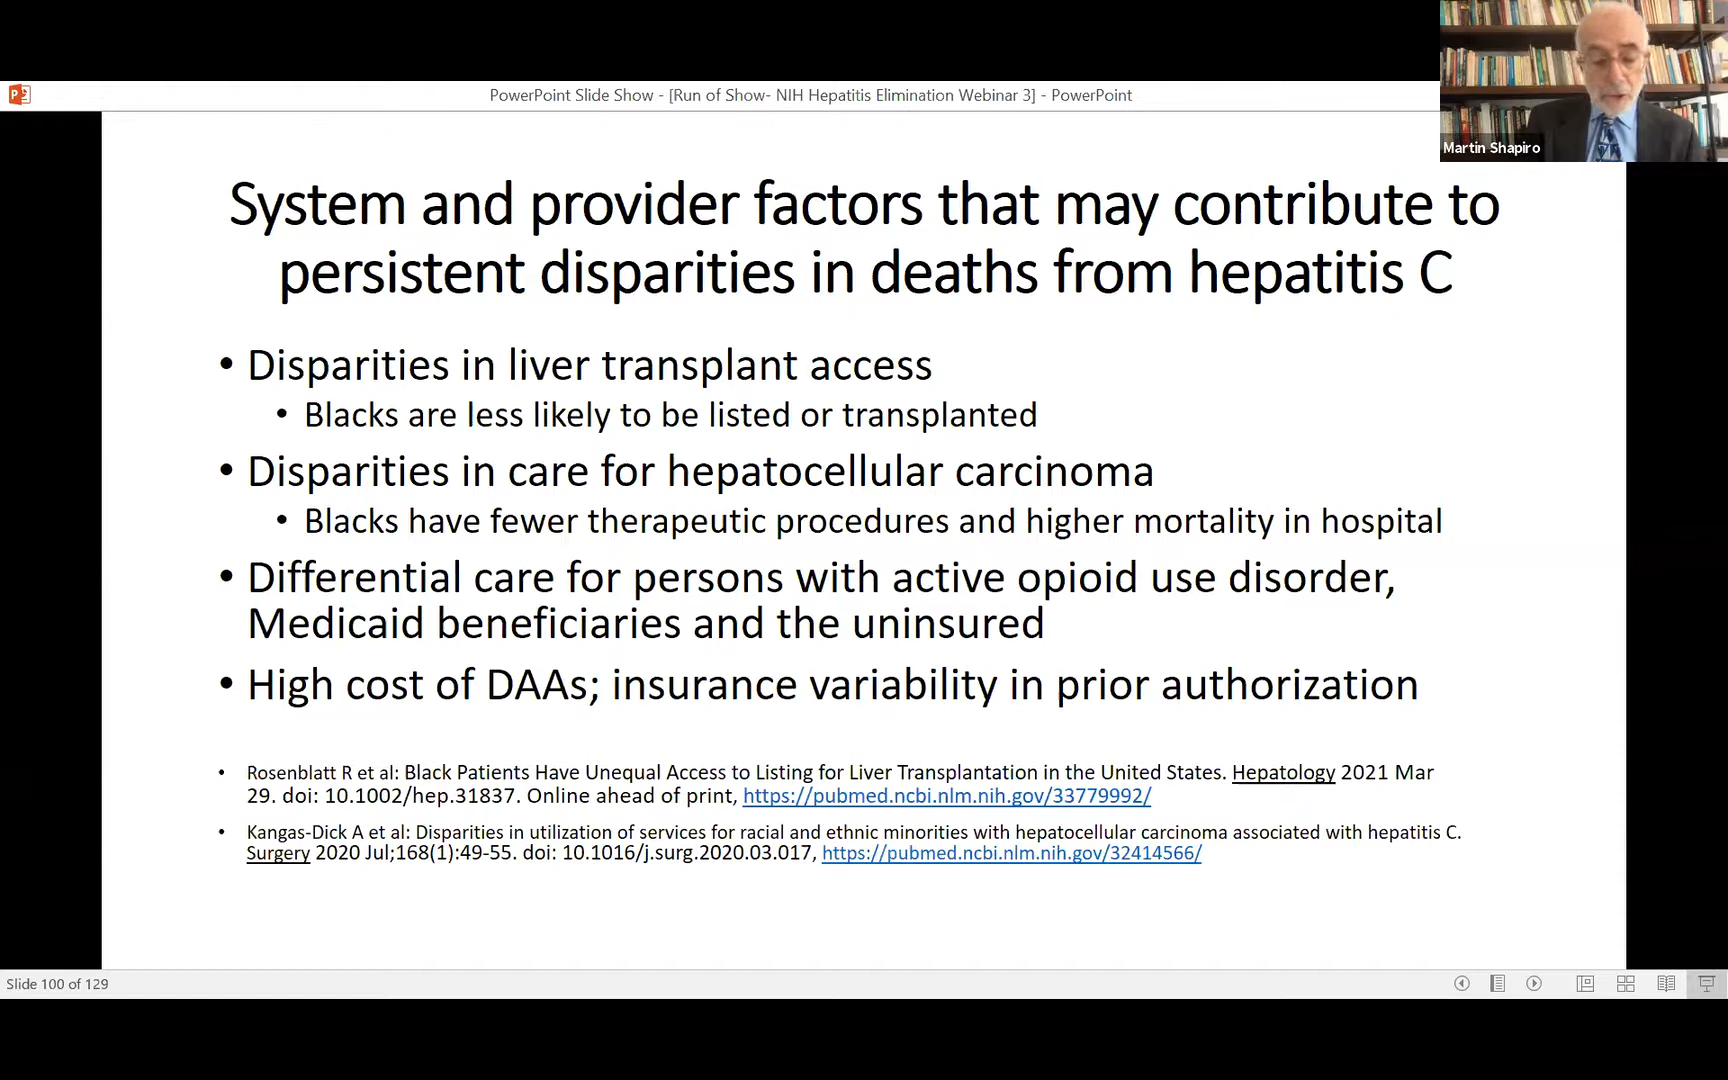 PowerPoint Slide Show - [Run of Show- NIH Hepatitis Elimination Webinar 3] - PowerPoint
Martin Shapiro
System and provider factors that may contribute to
persistent disparities in deaths from hepatitis C
• Disparities in liver transplant access
• Blacks are less likely to be listed or transplanted
• Disparities in care for hepatocellular carcinoma
• Blacks have fewer therapeutic procedures and higher mortality in hospital
• Differential care for persons with active opioid use disorder,
Medicaid beneficiaries and the uninsured
• High cost of DAAs; insurance variability in prior authorization
• Rosenblatt R et al: Black Patients Have Unequal Access to Listing for Liver Transplantation in the United States. Hepatology 2021 Mar
29. doi: 10.1002/hep.31837. Online ahead of print, https://pubmed.ncbi.nlm.nih.gov/33779992/
• Kangas-Dick A et al: Disparities in utilization of services for racial and ethnic minorities with hepatocellular carcinoma associated with hepatitis C.
Surgery 2020 Jul;168(1):49-55. doi: 10.1016/j.surg.2020.03.017, https://pubmed.ncbi.nlm.nih.gov/32414566/
Slide 100 of 129